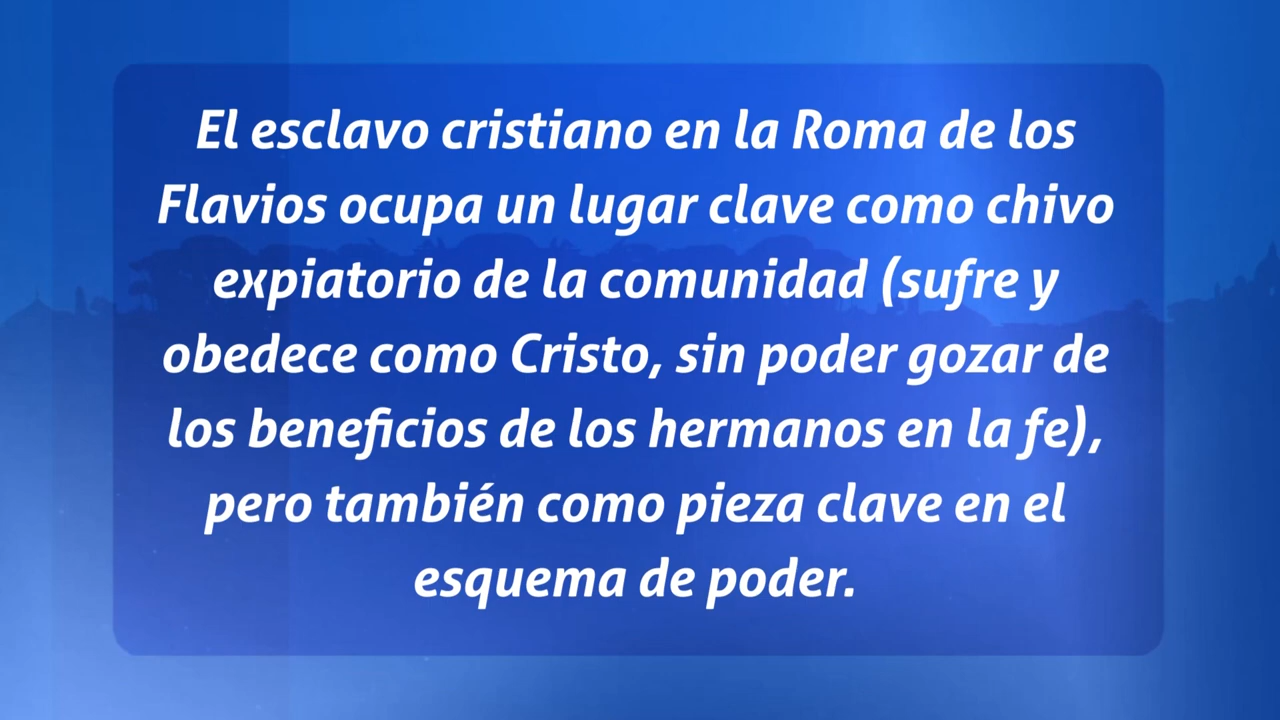 El esclavo cristiano en la Roma de los
Flavios ocupa un lugar clave como chivo
expiatorio de la comunidad (sufre y
obedece como Cristo, sin poder gozar de
los beneficios de los hermanos en la fe),
pero también como pieza clave en el
esquema de poder.